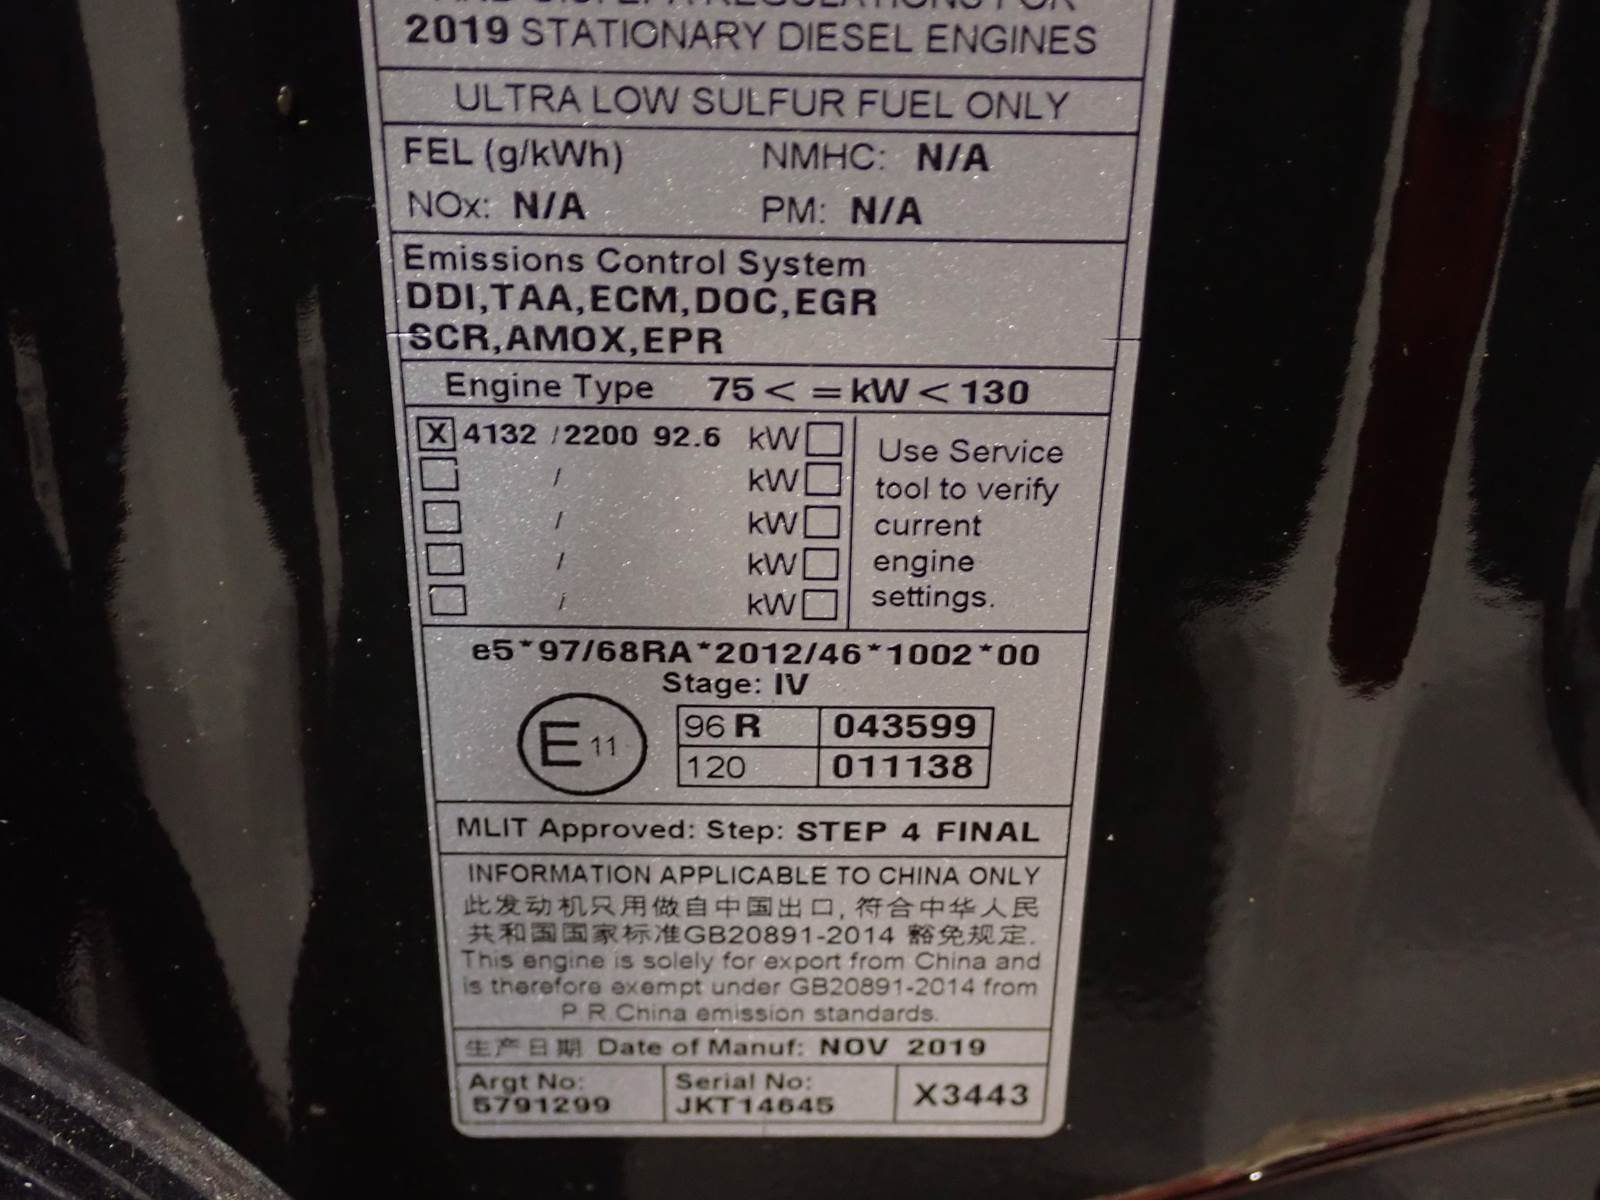 2019 STATIONARY DIESEL ENGINES
ULTRA LOW SULFUR FUEL ONLY
FEL (g/kWh) NMHC: N/A
NOx: N/A PM: N/A
Emissions Control System
DDI,TAA,ECM,DOC,EGR
SCR,AMOX,EPR
Engine Type 75 < = kW < 130
X 4132 / 2200 92.6 kW
/ kW
/ kW
/ kW
/ kW
Use Service
tool to verify
current
engine
settings.
e5*97/68RA*2012/46*1002*00
Stage: IV
E 11
96 R 043599
120 011138
MLIT Approved: Step: STEP 4 FINAL
INFORMATION APPLICABLE TO CHINA ONLY
此发动机只用做自中国出口, 符合中华人民
共和国国家标准GB20891-2014 豁免规定.
This engine is solely for export from China and
is therefore exempt under GB20891-2014 from
P.R.China emission standards.
生产日期 Date of Manuf: NOV 2019
Argt No: Serial No:
5791299 JKT14645 X3443